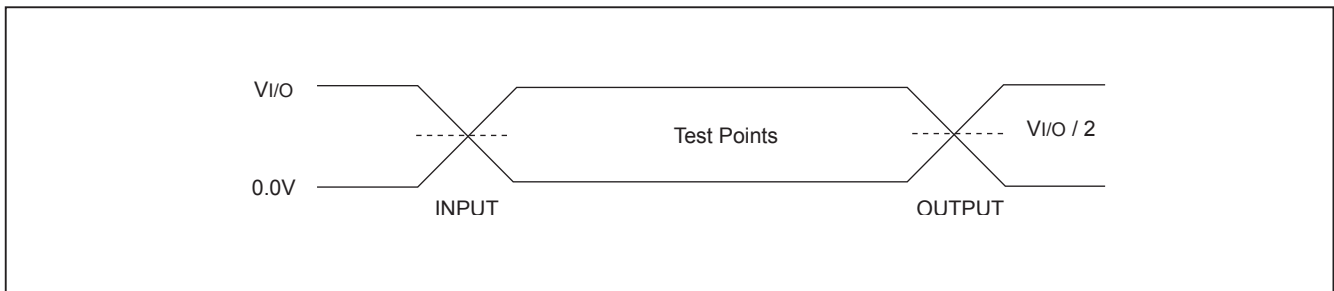 VI/O
Test Points
VI/O / 2
0.0V
INPUT
OUTPUT